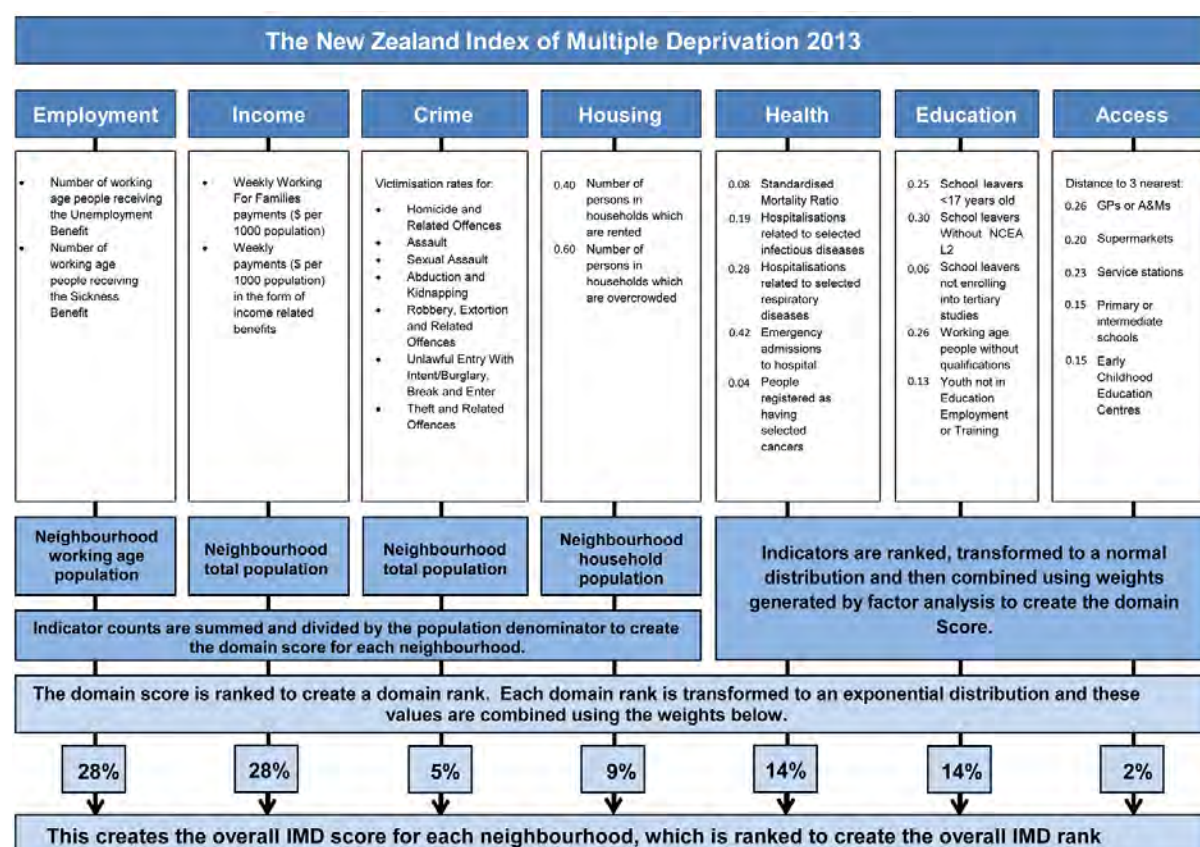 The New Zealand Index of Multiple Deprivation 2013
Employment
Income
Crime
Housing
Health
Education
Access
• Number of working
age people receiving
the Unemployment
Benefit
• Number of
working age
people receiving
the Sickness
Benefit
• Weekly Working
For Families
payments ($ per
1000 population)
• Weekly
payments ($ per
1000 population)
in the form of
income related
benefits
Victimisation rates for:
• Homicide and
Related Offences
• Assault
• Sexual Assault
• Abduction and
Kidnapping
• Robbery, Extortion
and Related
Offences
• Unlawful Entry With
Intent/Burglary,
Break and Enter
• Theft and Related
Offences
0.40 Number of
persons in
households which
are rented
0.60 Number of
persons in
households which
are overcrowded
0.08 Standardised
Mortality Ratio
0.19 Hospitalisations
related to selected
infectious diseases
0.28 Hospitalisations
related to selected
respiratory
diseases
0.42 Emergency
admissions
to hospital
0.04 People
registered as
having
selected
cancers
0.25 School leavers
<17 years old
0.30 School leavers
Without NCEA
L2
0.06 School leavers
not enrolling
into tertiary
studies
0.26 Working age
people without
qualifications
0.13 Youth not in
Education
Employment
or Training
Distance to 3 nearest:
0.26 GPs or A&Ms
0.20 Supermarkets
0.23 Service stations
0.15 Primary or
intermediate
schools
0.15 Early
Childhood
Education
Centres
Neighbourhood
working age
population
Neighbourhood
total population
Neighbourhood
total population
Neighbourhood
household
population
Indicators are ranked, transformed to a normal
distribution and then combined using weights
generated by factor analysis to create the domain
Score.
Indicator counts are summed and divided by the population denominator to create
the domain score for each neighbourhood.
The domain score is ranked to create a domain rank. Each domain rank is transformed to an exponential distribution and these
values are combined using the weights below.
28%
28%
5%
9%
14%
14%
2%
This creates the overall IMD score for each neighbourhood, which is ranked to create the overall IMD rank